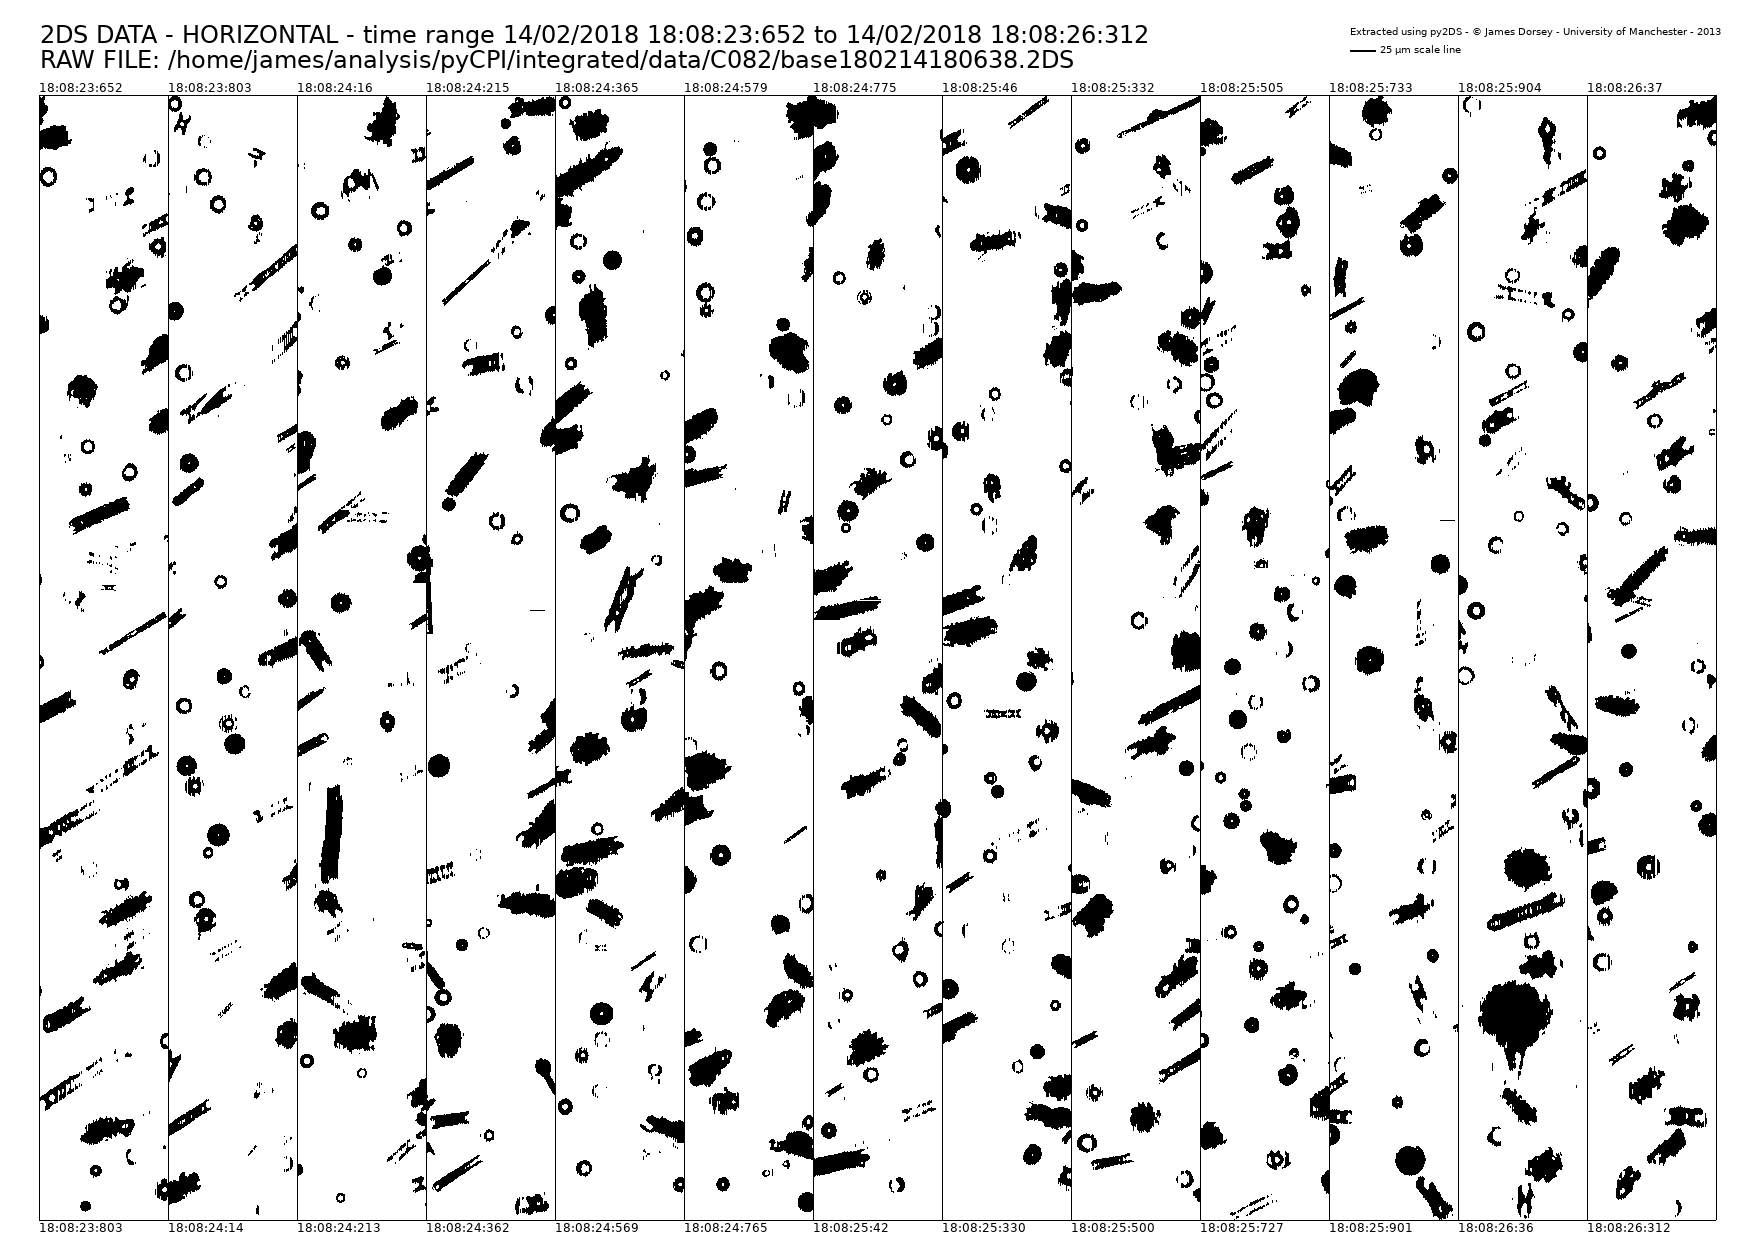 2DS DATA - HORIZONTAL - time range 14/02/2018 18:08:23:652 to 14/02/2018 18:08:26:312
RAW FILE: /home/james/analysis/pyCPI/integrated/data/C082/base180214180638.2DS
Extracted using py2DS - © James Dorsey - University of Manchester - 2013
25 µm scale line
18:08:23:652 18:08:23:803 18:08:24:16 18:08:24:215 18:08:24:365 18:08:24:579 18:08:24:775 18:08:25:46 18:08:25:332 18:08:25:505 18:08:25:733 18:08:25:904 18:08:26:37
18:08:23:803 18:08:24:14 18:08:24:213 18:08:24:362 18:08:24:569 18:08:24:765 18:08:25:42 18:08:25:330 18:08:25:500 18:08:25:727 18:08:25:901 18:08:26:36 18:08:26:312